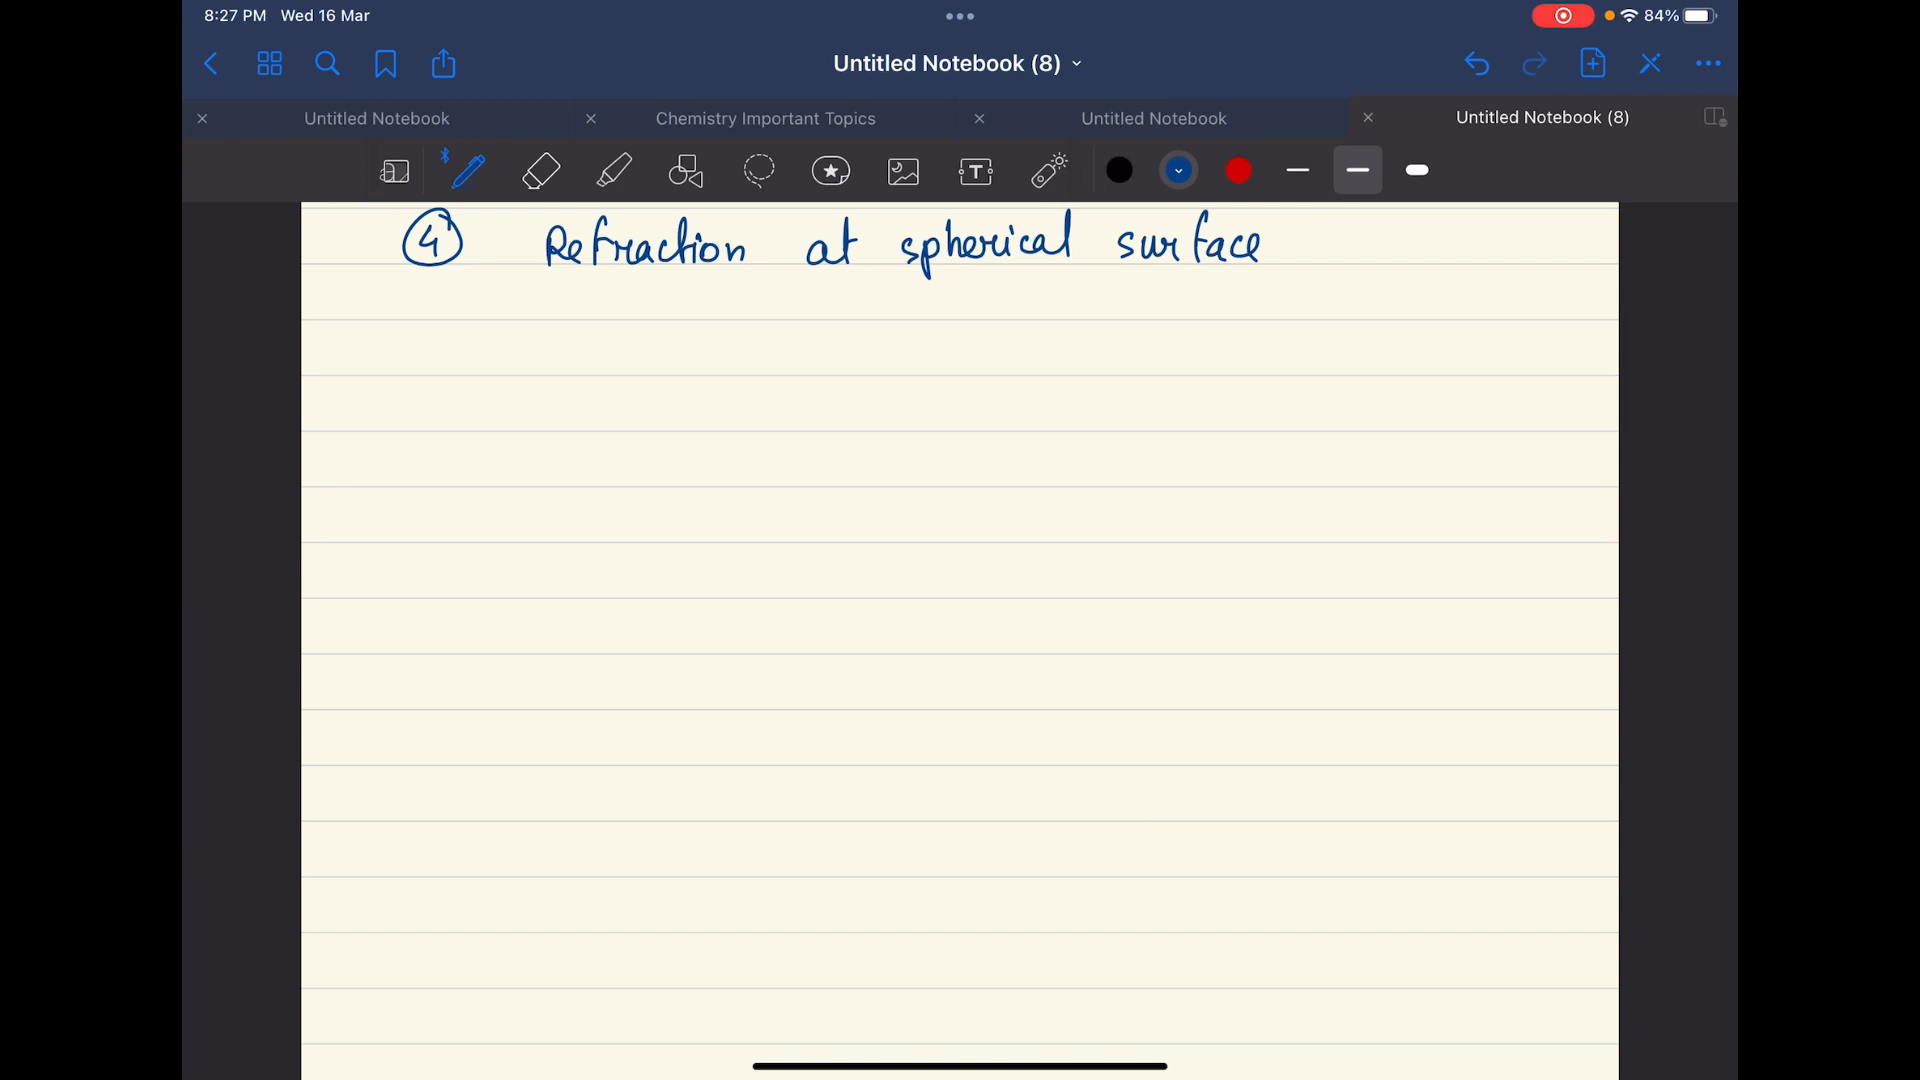 8:27 PM Wed 16 Mar 84%
Untitled Notebook (8)
Untitled Notebook Chemistry Important Topics Untitled Notebook Untitled Notebook (8)
T
4 Refraction at spherical surface